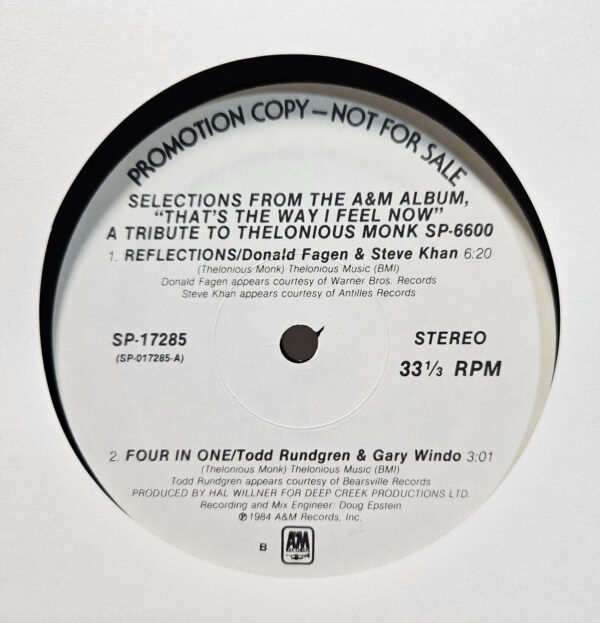 PROMOTION COPY — NOT FOR SALE
SELECTIONS FROM THE A&M ALBUM,
"THAT'S THE WAY I FEEL NOW"
A TRIBUTE TO THELONIOUS MONK SP-6600
1. REFLECTIONS/Donald Fagen & Steve Khan 6:20
(Thelonious Monk) Thelonious Music (BMI)
Donald Fagen appears courtesy of Warner Bros. Records
Steve Khan appears courtesy of Antilles Records
SP-17285
(SP-017285-A)
STEREO
33 1/3 RPM
2. FOUR IN ONE/Todd Rundgren & Gary Windo 3:01
(Thelonious Monk) Thelonious Music (BMI)
Todd Rundgren appears courtesy of Bearsville Records
PRODUCED BY HAL WILLNER FOR DEEP CREEK PRODUCTIONS LTD.
Recording and Mix Engineer: Doug Epstein
℗ 1984 A&M Records, Inc.
B
A&M
RECORDS